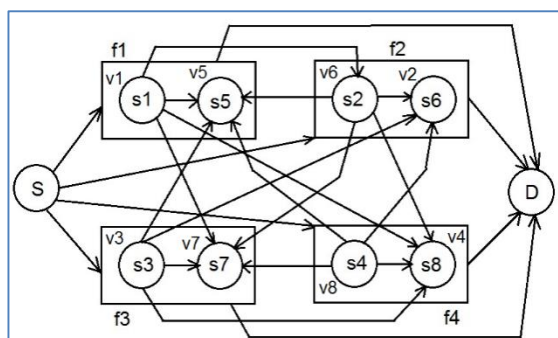 f1 f2
v1 v5 v6 v2
s1 s5 s2 s6
S D
v3 v7 v4
s3 s7 s4 s8
v8
f3 f4